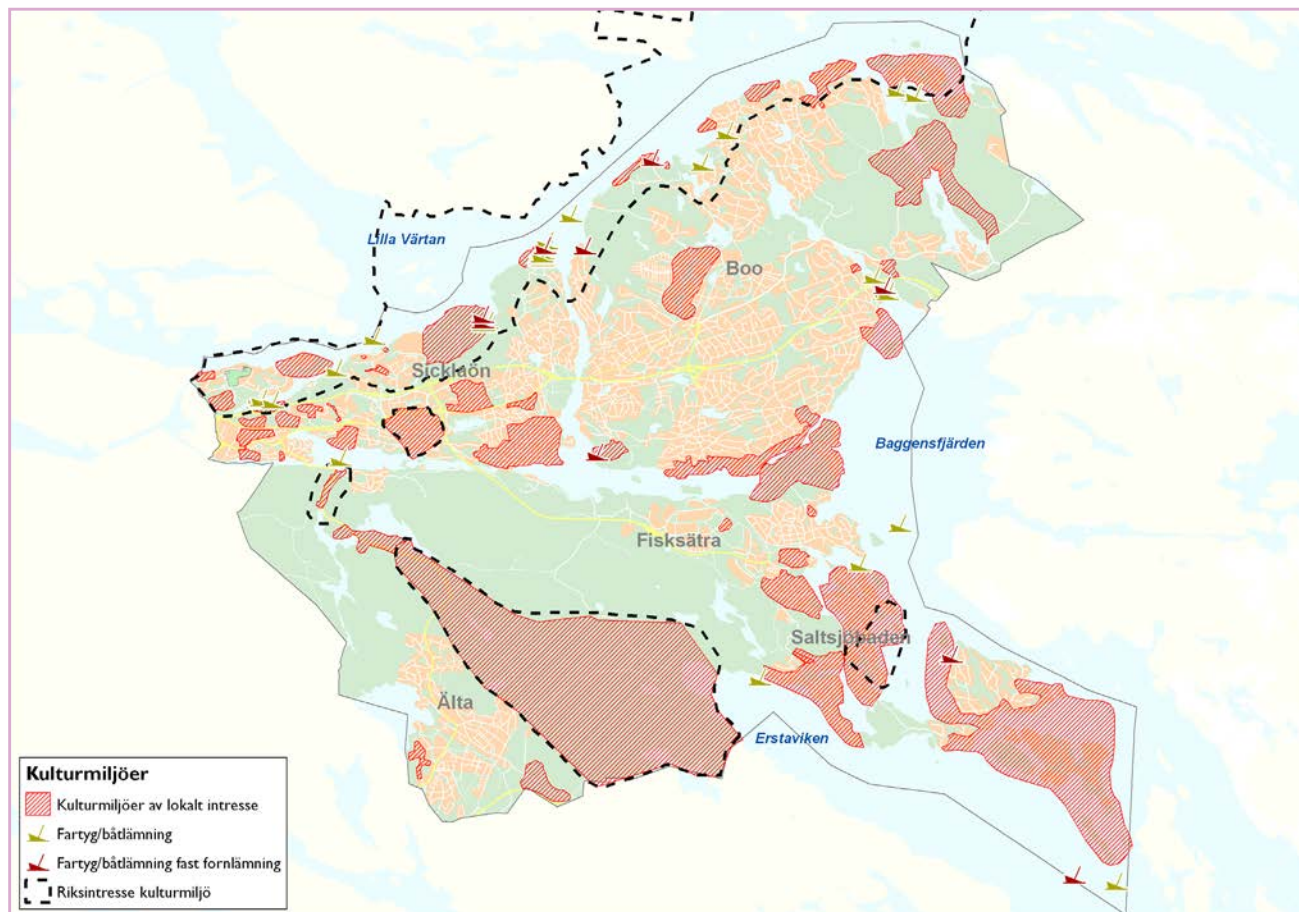 Lilla Värtan
Boo
Sicklaön
Baggensfjärden
Fisksätra
Saltsjöbaden
Älta
Erstaviken
Kulturmiljöer
Kulturmiljöer av lokalt intresse
Fartyg/båtlämning
Fartyg/båtlämning fast fornlämning
Riksintresse kulturmiljö